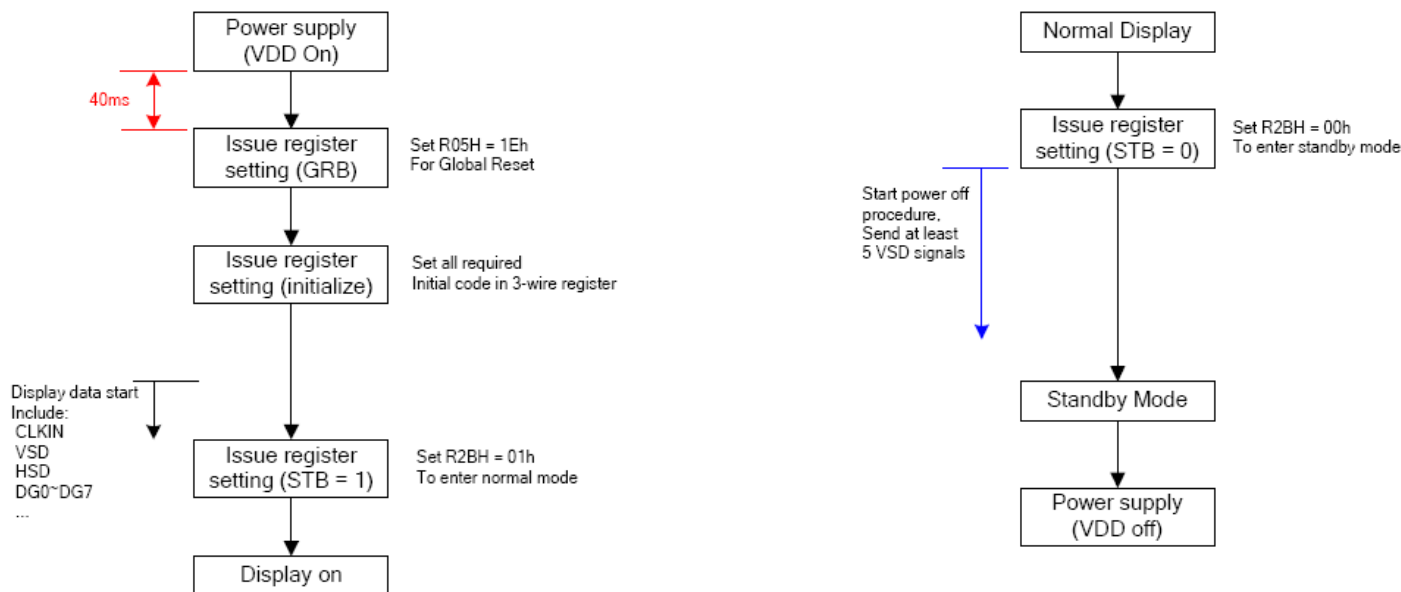 Power supply
(VDD On)
40ms
Issue register
setting (GRB)
Set R05H = 1Eh
For Global Reset
Issue register
setting (initialize)
Set all required
Initial code in 3-wire register
Display data start
Include:
CLKIN
VSD
HSD
DG0~DG7
...
Issue register
setting (STB = 1)
Set R2BH = 01h
To enter normal mode
Display on
Normal Display
Issue register
setting (STB = 0)
Set R2BH = 00h
To enter standby mode
Start power off
procedure,
Send at least
5 VSD signals
Standby Mode
Power supply
(VDD off)